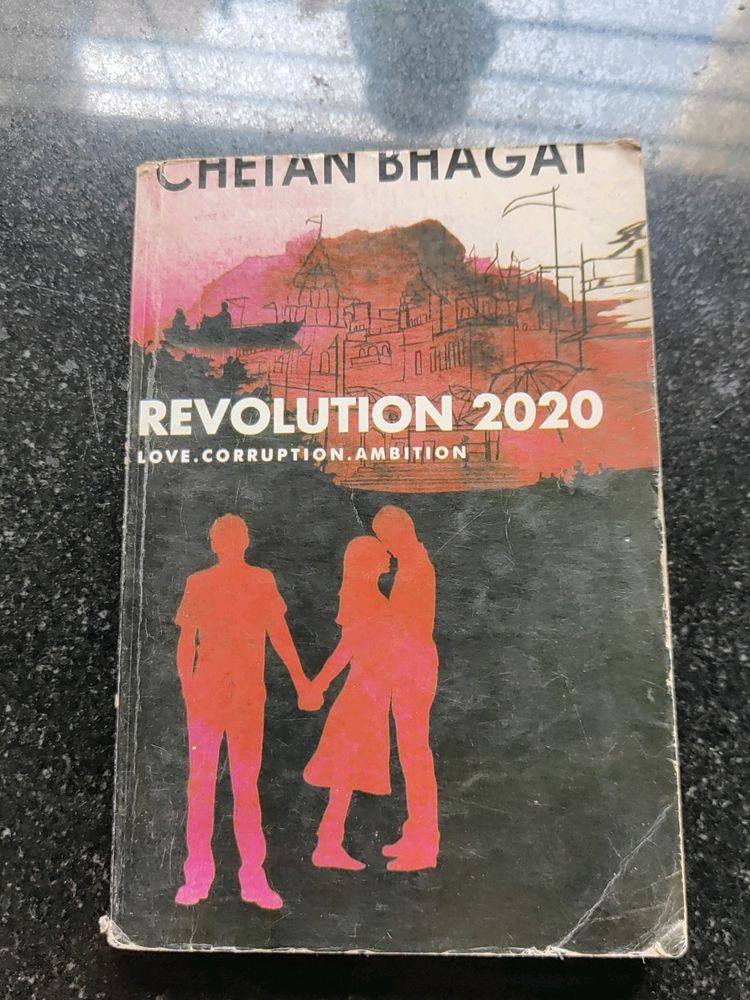 CHETAN BHAGAT
REVOLUTION 2020
LOVE.CORRUPTION.AMBITION